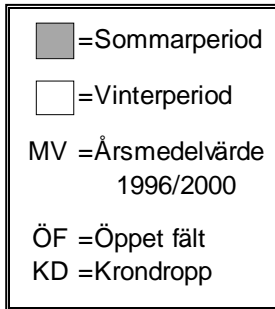 =Sommarperiod
=Vinterperiod
MV =Årsmedelvärde
1996/2000
ÖF =Öppet fält
KD =Krondropp